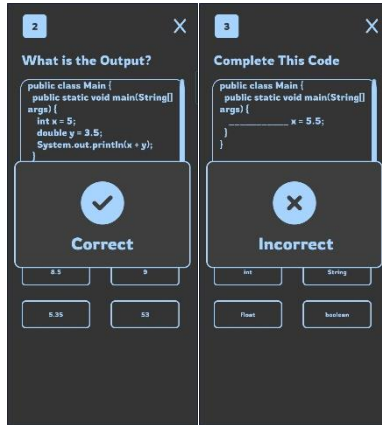 2
What is the Output?
public class Main {
public static void main(String[]
args) {
int x = 5;
double y = 3.5;
System.out.println(x + y);
}
Correct
8.5 9
5.35 53
3
Complete This Code
public class Main {
public static void main(String[]
args) {
____________ x = 5.5;
}
}
Incorrect
int String
float boolean